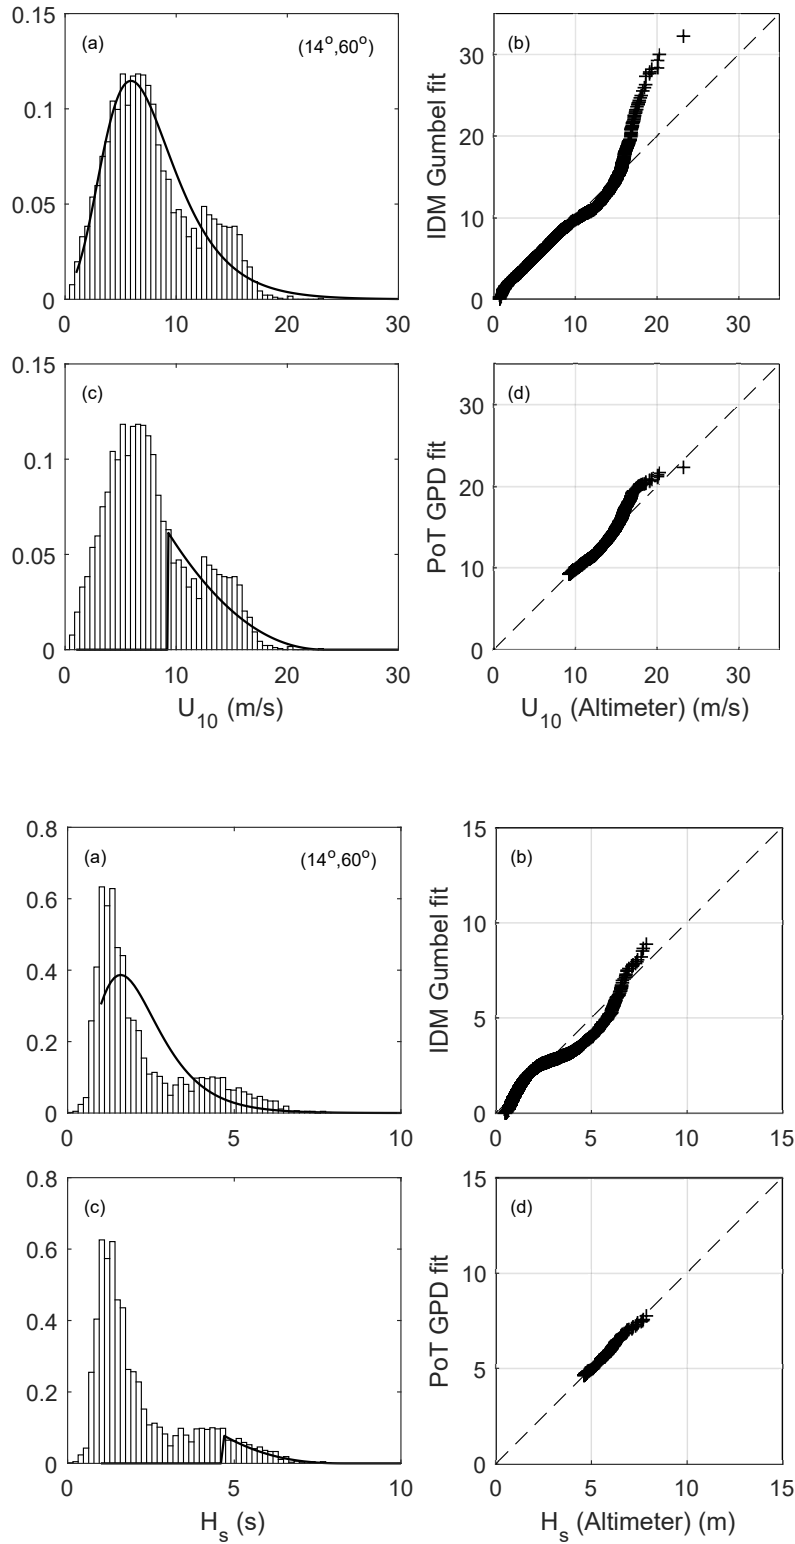 (a) (14°,60°)
0.15
0.1
0.05
0
0 10 20 30
(b)
IDM Gumbel fit
30
20
10
0
0 10 20 30
(c)
0.15
0.1
0.05
0
0 10 20 30
U10 (m/s)
(d)
PoT GPD fit
30
20
10
0
0 10 20 30
U10 (Altimeter) (m/s)
(a) (14°,60°)
0.8
0.6
0.4
0.2
0
0 5 10
(b)
IDM Gumbel fit
15
10
5
0
0 5 10 15
(c)
0.8
0.6
0.4
0.2
0
0 5 10
Hs (s)
(d)
PoT GPD fit
15
10
5
0
0 5 10 15
Hs (Altimeter) (m)